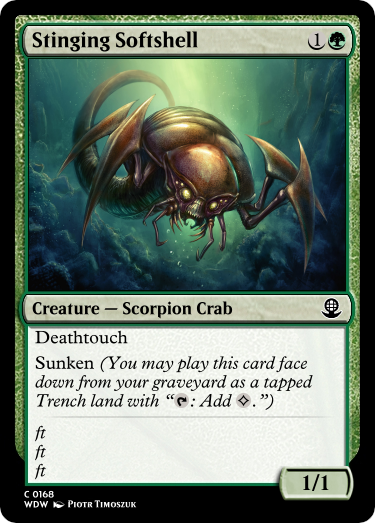 Stinging Softshell 1
Creature — Scorpion Crab
Deathtouch
Sunken (You may play this card face
down from your graveyard as a tapped
Trench land with “: Add .”)
ft
ft
ft
1/1
C 0168
WDW Piotr Timoszuk